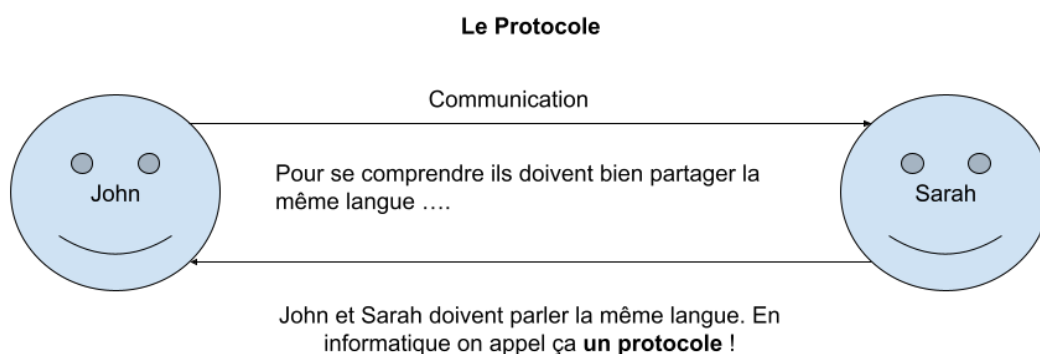 Le Protocole
Communication
John
Pour se comprendre ils doivent bien partager la
même langue ….
Sarah
John et Sarah doivent parler la même langue. En
informatique on appel ça un protocole !